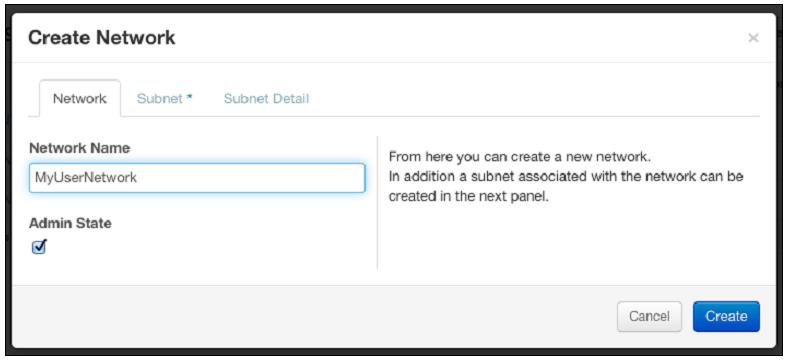 Create Network
×
Network Subnet * Subnet Detail
Network Name
MyUserNetwork
From here you can create a new network.
In addition a subnet associated with the network can be
created in the next panel.
Admin State
Cancel Create